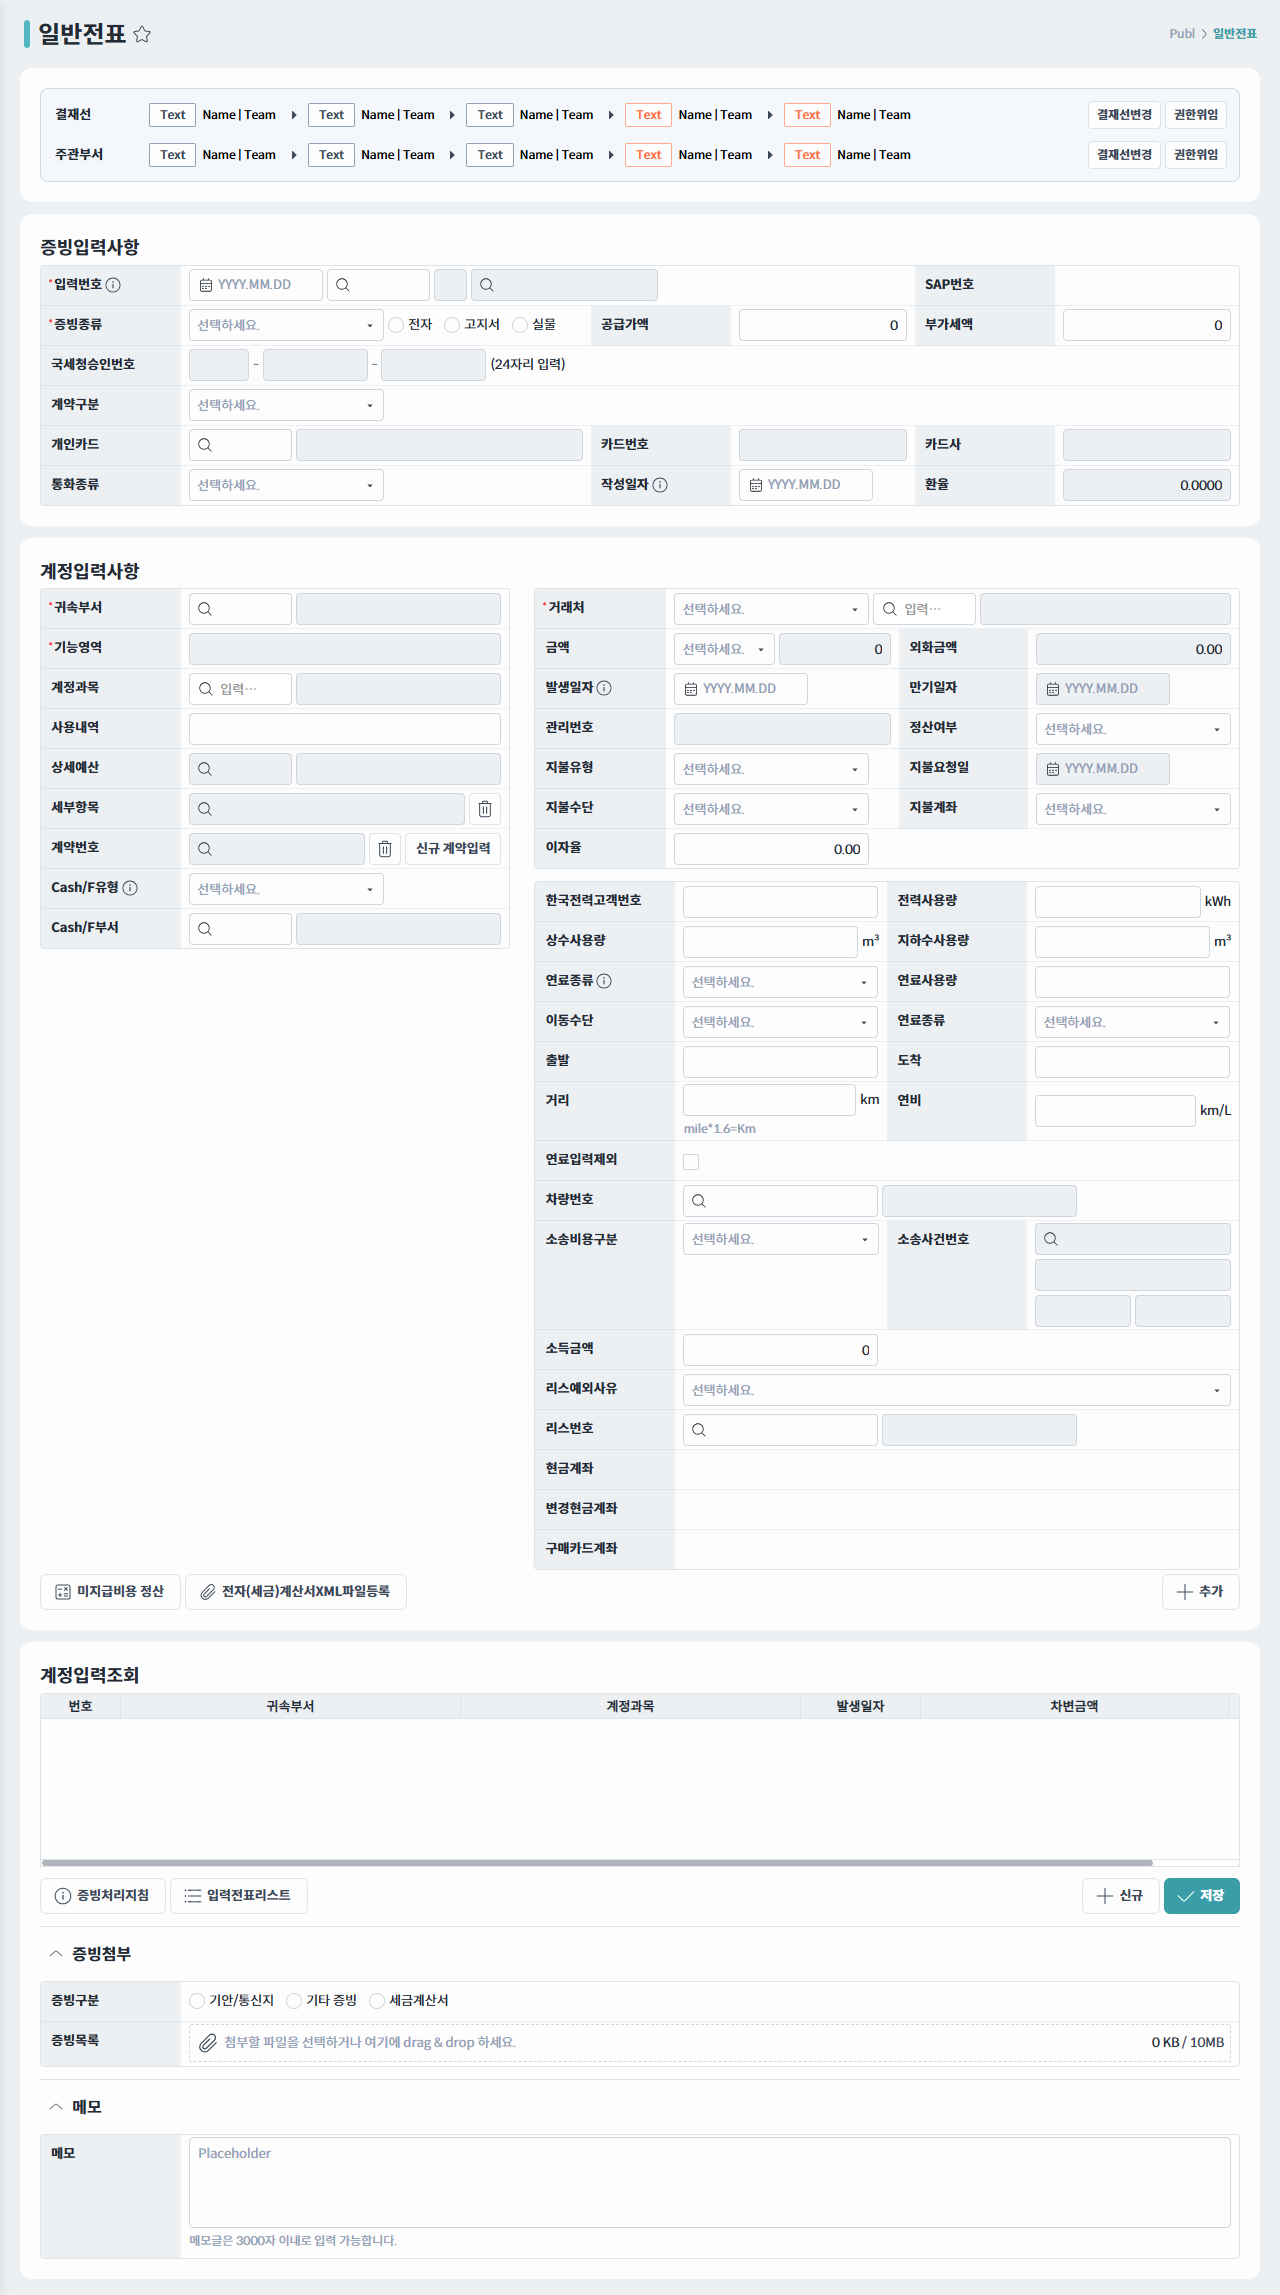 일반전표
Publ > 일반전표
결재선 Text Name | Team Text Name | Team Text Name | Team Text Name | Team Text Name | Team 결재선변경 권한위임
주관부서 Text Name | Team Text Name | Team Text Name | Team Text Name | Team Text Name | Team 결재선변경 권한위임
증빙입력사항
*입력번호 YYYY.MM.DD SAP번호
*증빙종류 선택하세요. 전자 고지서 실물 공급가액 0 부가세액 0
국세청승인번호 - - (24자리 입력)
계약구분 선택하세요.
개인카드 카드번호 카드사
통화종류 선택하세요. 작성일자 YYYY.MM.DD 환율 0.0000
계정입력사항
*귀속부서
*기능영역
계정과목 입력…
사용내역
상세예산
세부항목
계약번호 신규 계약입력
Cash/F유형 선택하세요.
Cash/F부서
*거래처 선택하세요. 입력…
금액 선택하세요. 0 외화금액 0.00
발생일자 YYYY.MM.DD 만기일자 YYYY.MM.DD
관리번호 정산여부 선택하세요.
지불유형 선택하세요. 지불요청일 YYYY.MM.DD
지불수단 선택하세요. 지불계좌 선택하세요.
이자율 0.00
한국전력고객번호 전력사용량 kWh
상수사용량 m³ 지하수사용량 m³
연료종류 선택하세요. 연료사용량
이동수단 선택하세요. 연료종류 선택하세요.
출발 도착
거리 km 연비 km/L
mile*1.6=Km
연료입력제외
차량번호
소송비용구분 선택하세요. 소송사건번호
소득금액 0
리스예외사유 선택하세요.
리스번호
현금계좌
변경현금계좌
구매카드계좌
미지급비용 정산 전자(세금)계산서XML파일등록 추가
계정입력조회
번호 귀속부서 계정과목 발생일자 차변금액
증빙처리지침 입력전표리스트 신규 저장
증빙첨부
증빙구분 기안/통신지 기타 증빙 세금계산서
증빙목록 첨부할 파일을 선택하거나 여기에 drag & drop 하세요. 0 KB / 10MB
메모
메모 Placeholder
메모글은 3000자 이내로 입력 가능합니다.